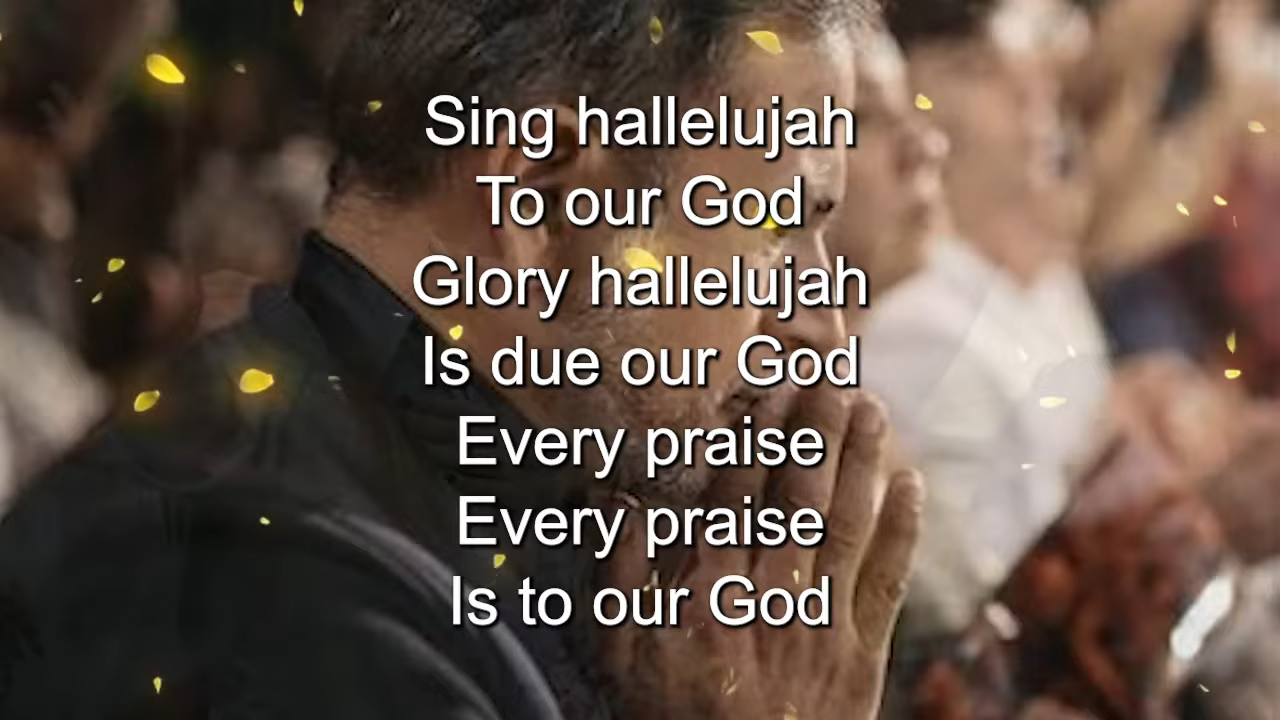 Sing hallelujah
To our God
Glory hallelujah
Is due our God
Every praise
Every praise
Is to our God